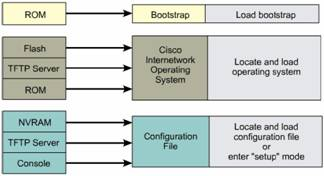 ROM
Bootstrap
Load bootstrap
Flash
TFTP Server
ROM
Cisco
Internetwork
Operating
System
Locate and load
operating system
NVRAM
TFTP Server
Console
Configuration
File
Locate and load
configuration file
or
enter "setup" mode